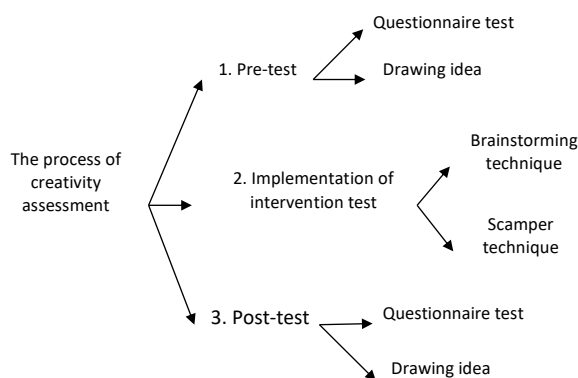 Questionnaire test
1. Pre-test
Drawing idea
The process of
creativity
assessment
2. Implementation of
intervention test
Brainstorming
technique
Scamper
technique
3. Post-test
Questionnaire test
Drawing idea